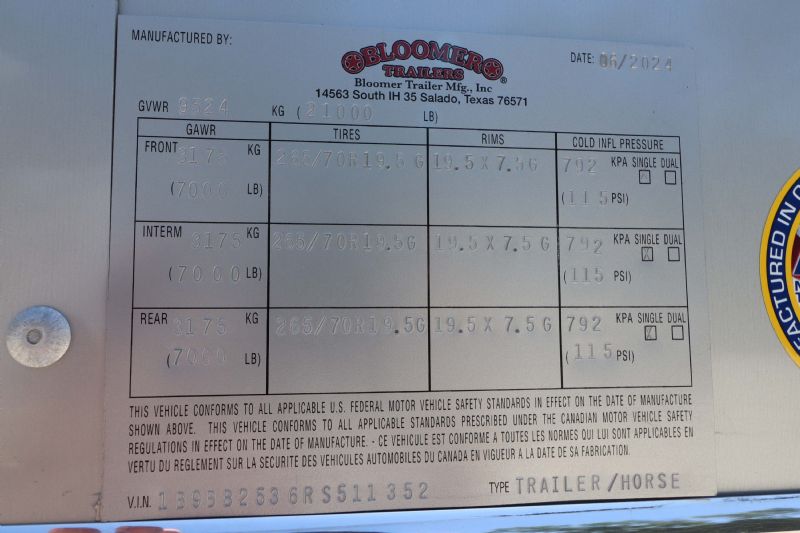 MANUFACTURED BY:
BLOOMER TRAILERS ®
DATE: 06/2024
Bloomer Trailer Mfg., Inc
14563 South IH 35 Salado, Texas 76571
GVWR 9524 KG (21000 LB)
GAWR TIRES RIMS COLD INFL PRESSURE
FRONT 3175 KG 265/70R19.5 G 19.5 X 7.5G 792 KPA SINGLE DUAL
(7000 LB) (115 PSI)
INTERM 3175 KG 265/70R19.5G 19.5 X 7.5 G 792 KPA SINGLE DUAL
(7000 LB) (115 PSI)
REAR 3175 KG 265/70R19.5G 19.5 X 7.5 G 792 KPA SINGLE DUAL
(7000 LB) (115 PSI)
THIS VEHICLE CONFORMS TO ALL APPLICABLE U.S. FEDERAL MOTOR VEHICLE SAFETY STANDARDS IN EFFECT ON THE DATE OF MANUFACTURE
SHOWN ABOVE. THIS VEHICLE CONFORMS TO ALL APPLICABLE STANDARDS PRESCRIBED UNDER THE CANADIAN MOTOR VEHICLE SAFETY
REGULATIONS IN EFFECT ON THE DATE OF MANUFACTURE. - CE VEHICULE EST CONFORME A TOUTES LES NORMES QUI LUI SONT APPLICABLES EN
VERTU DU REGLEMENT SUR LA SECURITE DES VEHICULES AUTOMOBILES DU CANADA EN VIGUEUR A LA DATE DE SA FABRICATION.
V.I.N. TYPE TRAILER/HORSE